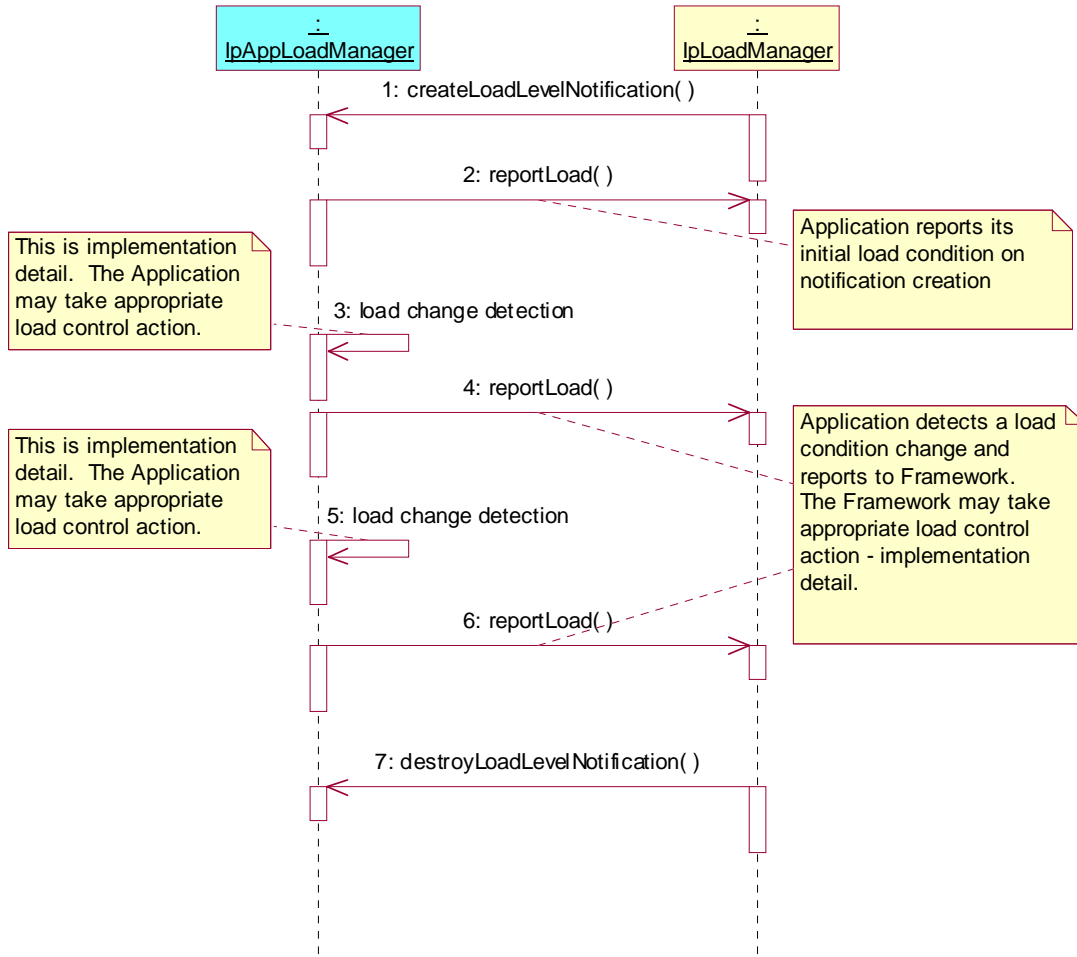 :
IpAppLoadManager
:
IpLoadManager
1: createLoadLevelNotification( )
2: reportLoad( )
Application reports its
initial load condition on
notification creation
This is implementation
detail. The Application
may take appropriate
load control action.
3: load change detection
4: reportLoad( )
Application detects a load
condition change and
reports to Framework.
The Framework may take
appropriate load control
action - implementation
detail.
This is implementation
detail. The Application
may take appropriate
load control action.
5: load change detection
6: reportLoad( )
7: destroyLoadLevelNotification( )